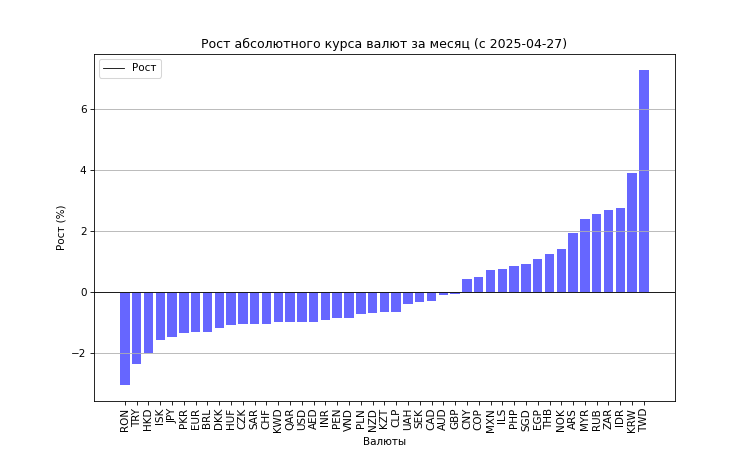 Рост абсолютного курса валют за месяц (с 2025-04-27)
Рост
6
4
2
0
−2
Рост (%)
RON TRY HKD ISK JPY PKR EUR BRL DKK HUF CZK SAR CHF KWD QAR USD AED INR PEN VND PLN NZD KZT CLP UAH SEK CAD AUD GBP CNY COP MXN ILS PHP SGD EGP THB NOK ARS MYR RUB ZAR IDR KRW TWD
Валюты